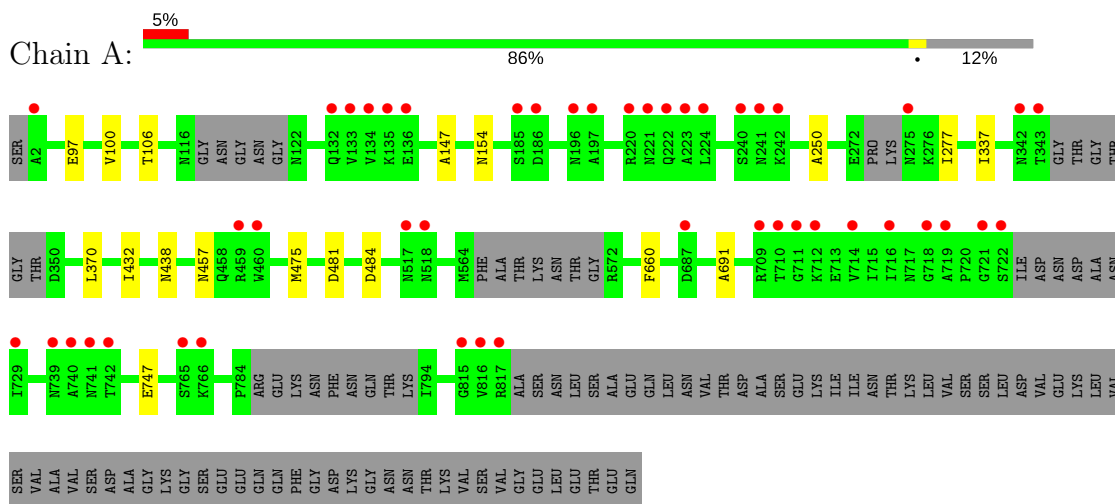 5%
Chain A:
86%
•
12%
SER A2 E97 V100 T106 N116 GLY ASN GLY ASN GLY N122 Q132 V133 V134 K135 E136 A147 N154 S185 D186 N196 A197 R220 N221 Q222 A223 L224 S240 N241 K242 A250 E272 PRO LYS N275 K276 I277 I337 N342 T343 GLY THR GLY THR
GLY THR D350 L370 I432 N438 N457 Q458 R459 W460 M475 D481 D484 N517 N518 M564 PHE ALA THR LYS ASN THR GLY R572 F660 D687 A691 R709 T710 G711 K712 E713 V714 I715 I716 N717 G718 A719 P720 G721 S722 ILE ASP ASN ASP ALA ASN
I729 N739 A740 N741 T742 E747 S765 K766 P784 ARG GLU LYS ASN PHE ASN GLN THR LYS I794 G815 V816 R817 ALA SER ASN LEU SER ALA GLU GLN LEU ASN VAL THR ASP ALA SER GLU LYS ILE ILE ASN THR LYS LEU VAL SER SER LEU ASP VAL GLU LYS LEU VAL
SER VAL ALA VAL SER ASP ALA GLY LYS GLY SER GLU GLU GLN GLN PHE GLY ASP LYS GLY ASN ASN THR LYS VAL SER VAL GLY GLU LEU GLU THR GLU GLN